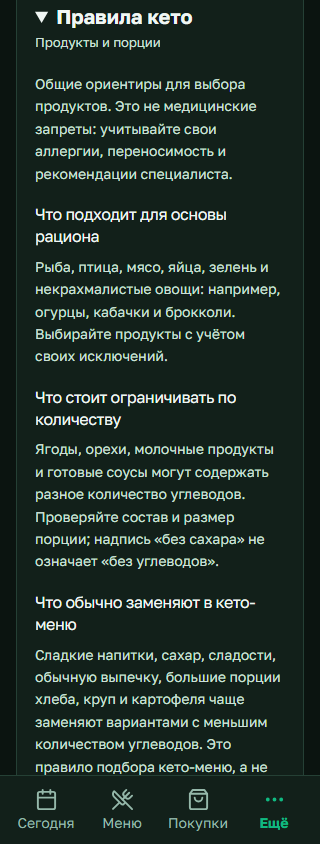 ▼ Правила кето
Продукты и порции
Общие ориентиры для выбора
продуктов. Это не медицинские
запреты: учитывайте свои
аллергии, переносимость и
рекомендации специалиста.
Что подходит для основы
рациона
Рыба, птица, мясо, яйца, зелень и
некрахмалистые овощи: например,
огурцы, кабачки и брокколи.
Выбирайте продукты с учётом
своих исключений.
Что стоит ограничивать по
количеству
Ягоды, орехи, молочные продукты
и готовые соусы могут содержать
разное количество углеводов.
Проверяйте состав и размер
порции; надпись «без сахара» не
означает «без углеводов».
Что обычно заменяют в кето-
меню
Сладкие напитки, сахар, сладости,
обычную выпечку, большие порции
хлеба, круп и картофеля чаще
заменяют вариантами с меньшим
количеством углеводов. Это
правило подбора кето-меню, а не
Сегодня Меню Покупки Ещё